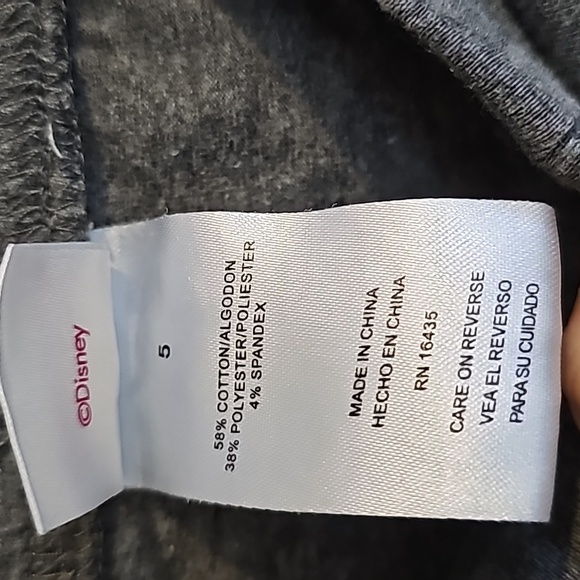 ©Disney
5
58% COTTON/ALGODON
38% POLYESTER/POLIESTER
4% SPANDEX
MADE IN CHINA
HECHO EN CHINA
RN 16435
CARE ON REVERSE
VEA EL REVERSO
PARA SU CUIDADO